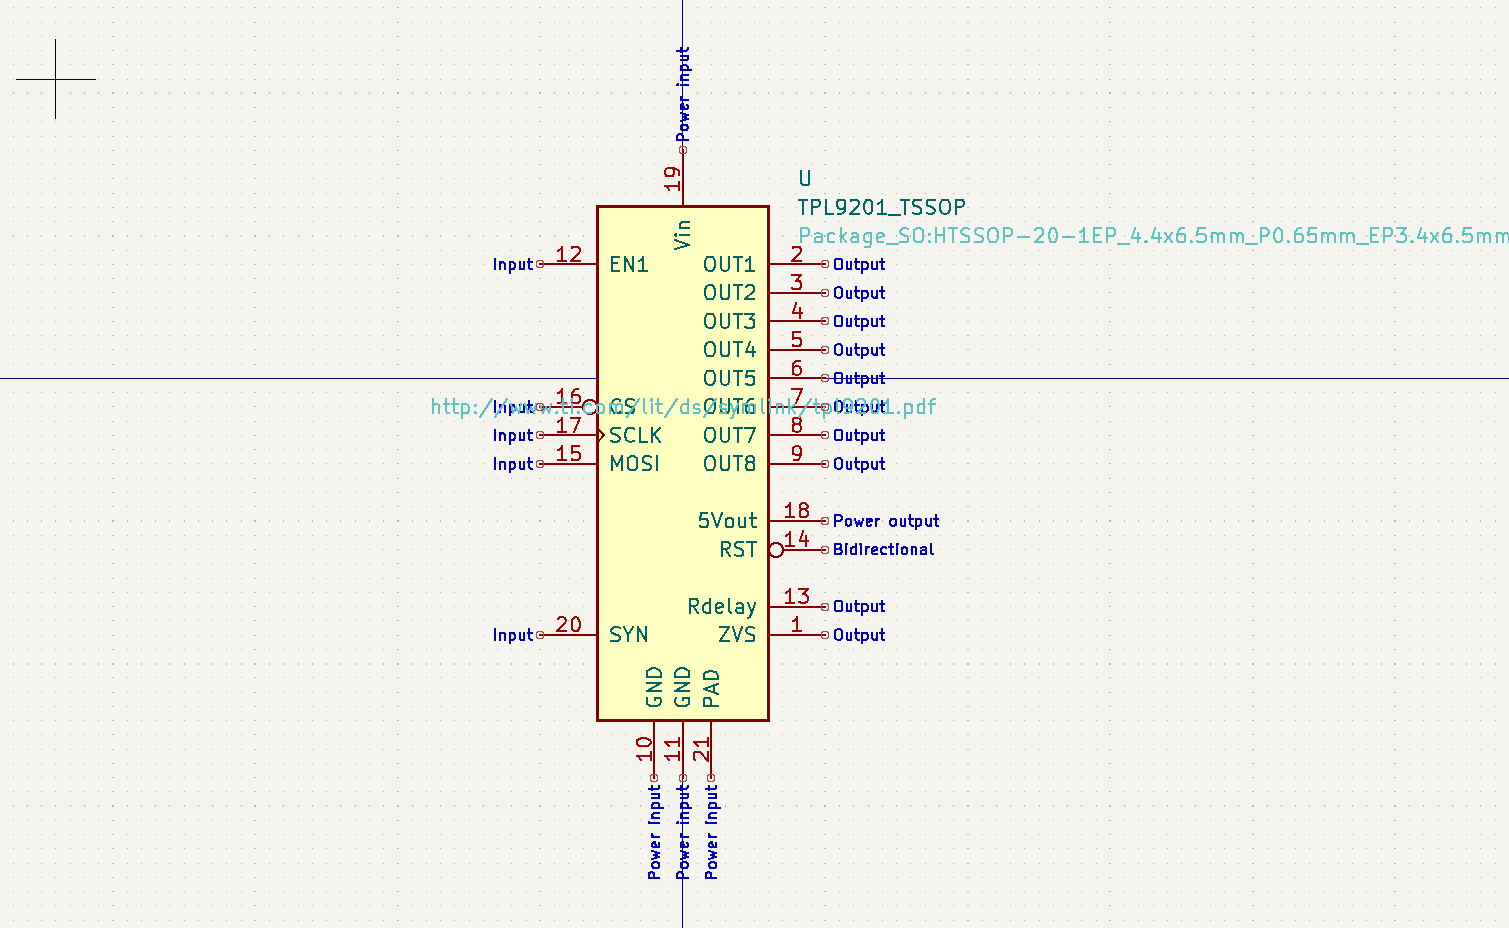 Power input
19
U
TPL9201_TSSOP
Package_SO:HTSSOP-20-1EP_4.4x6.5mm_P0.65mm_EP3.4x6.5mm
Vin
Input 12 EN1 OUT1 2 Output
OUT2 3 Output
OUT3 4 Output
OUT4 5 Output
OUT5 6 Output
Input 16 CS OUT6 7 Output
http://www.ti.com/lit/ds/symlink/tpl9201.pdf
Input 17 SCLK OUT7 8 Output
Input 15 MOSI OUT8 9 Output
5Vout 18 Power output
RST 14 Bidirectional
Rdelay 13 Output
Input 20 SYN ZVS 1 Output
GND GND PAD
10 11 21
Power input Power input Power input